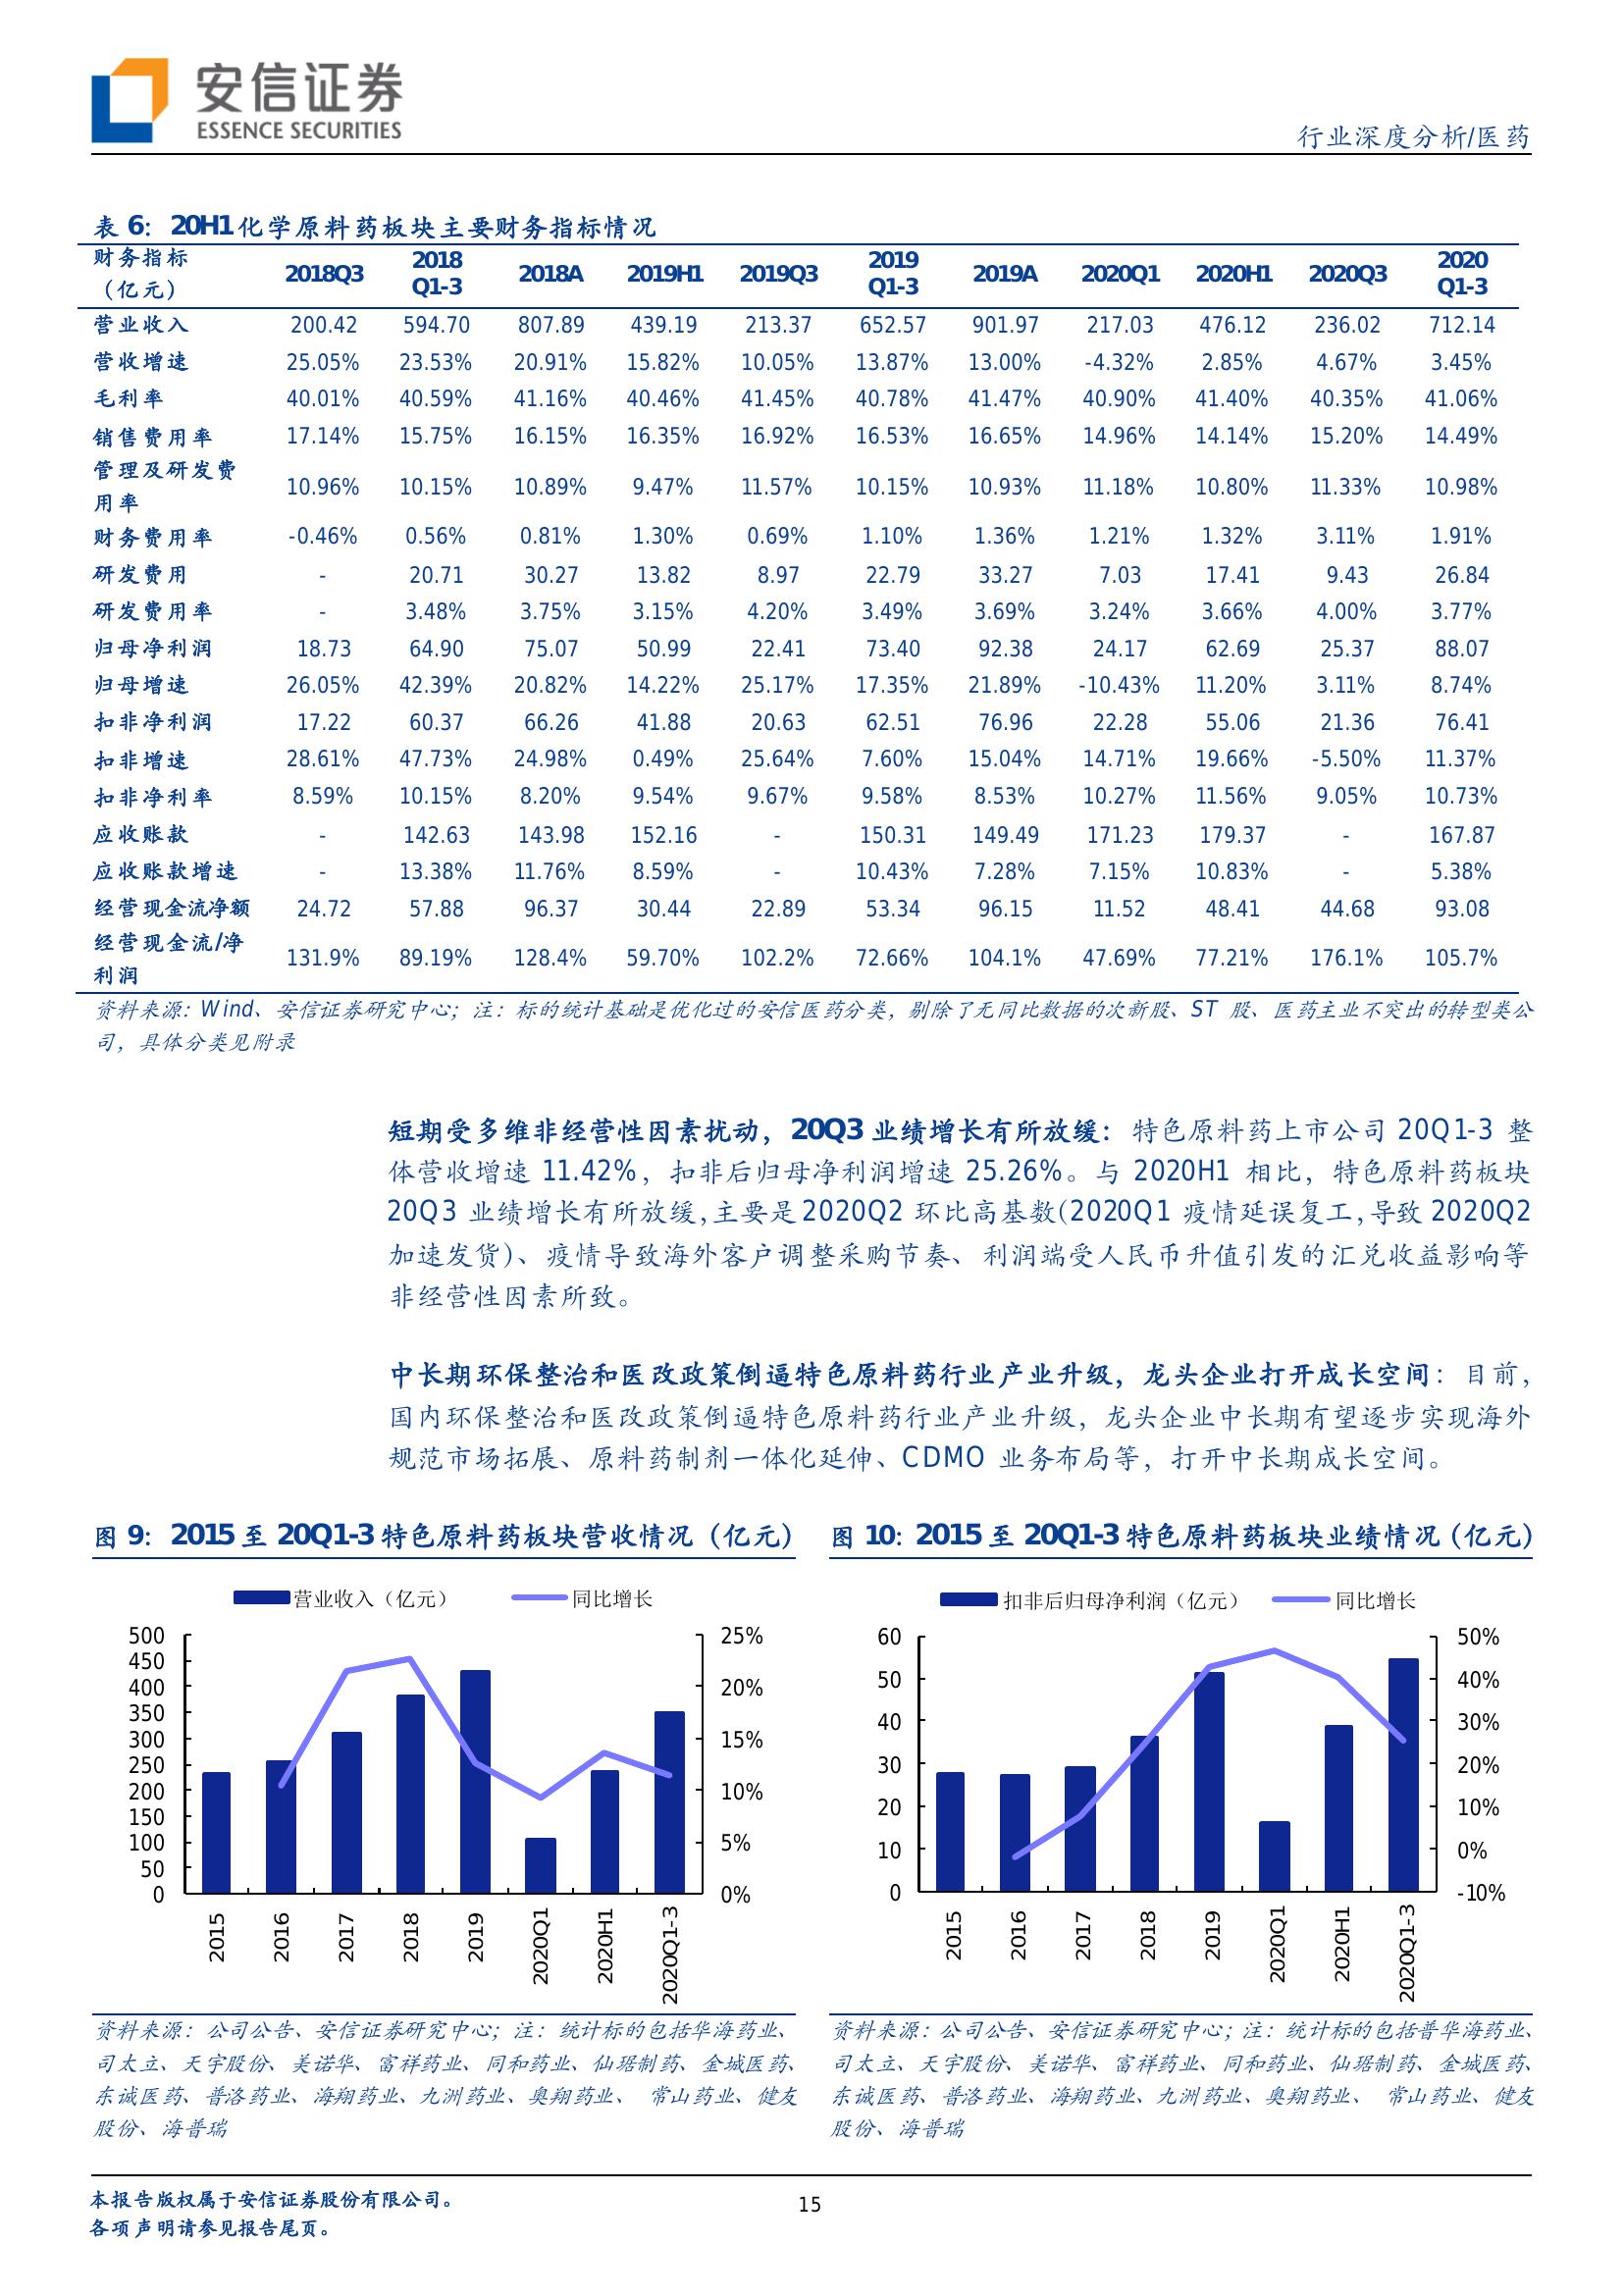 安信证券
ESSENCE SECURITIES
行业深度分析/医药
表 6：20H1 化学原料药板块主要财务指标情况
财务指标（亿元） 2018Q3 2018 Q1-3 2018A 2019H1 2019Q3 2019 Q1-3 2019A 2020Q1 2020H1 2020Q3 2020 Q1-3
营业收入 200.42 594.70 807.89 439.19 213.37 652.57 901.97 217.03 476.12 236.02 712.14
营收增速 25.05% 23.53% 20.91% 15.82% 10.05% 13.87% 13.00% -4.32% 2.85% 4.67% 3.45%
毛利率 40.01% 40.59% 41.16% 40.46% 41.45% 40.78% 41.47% 40.90% 41.40% 40.35% 41.06%
销售费用率 17.14% 15.75% 16.15% 16.35% 16.92% 16.53% 16.65% 14.96% 14.14% 15.20% 14.49%
管理及研发费用率 10.96% 10.15% 10.89% 9.47% 11.57% 10.15% 10.93% 11.18% 10.80% 11.33% 10.98%
财务费用率 -0.46% 0.56% 0.81% 1.30% 0.69% 1.10% 1.36% 1.21% 1.32% 3.11% 1.91%
研发费用 - 20.71 30.27 13.82 8.97 22.79 33.27 7.03 17.41 9.43 26.84
研发费用率 - 3.48% 3.75% 3.15% 4.20% 3.49% 3.69% 3.24% 3.66% 4.00% 3.77%
归母净利润 18.73 64.90 75.07 50.99 22.41 73.40 92.38 24.17 62.69 25.37 88.07
归母增速 26.05% 42.39% 20.82% 14.22% 25.17% 17.35% 21.89% -10.43% 11.20% 3.11% 8.74%
扣非净利润 17.22 60.37 66.26 41.88 20.63 62.51 76.96 22.28 55.06 21.36 76.41
扣非增速 28.61% 47.73% 24.98% 0.49% 25.64% 7.60% 15.04% 14.71% 19.66% -5.50% 11.37%
扣非净利率 8.59% 10.15% 8.20% 9.54% 9.67% 9.58% 8.53% 10.27% 11.56% 9.05% 10.73%
应收账款 - 142.63 143.98 152.16 - 150.31 149.49 171.23 179.37 - 167.87
应收账款增速 - 13.38% 11.76% 8.59% - 10.43% 7.28% 7.15% 10.83% - 5.38%
经营现金流净额 24.72 57.88 96.37 30.44 22.89 53.34 96.15 11.52 48.41 44.68 93.08
经营现金流/净利润 131.9% 89.19% 128.4% 59.70% 102.2% 72.66% 104.1% 47.69% 77.21% 176.1% 105.7%
资料来源：Wind、安信证券研究中心；注：标的统计基础是优化过的安信医药分类，剔除了无同比数据的次新股、ST 股、医药主业不突出的转型类公
司，具体分类见附录
短期受多维非经营性因素扰动，20Q3 业绩增长有所放缓：特色原料药上市公司 20Q1-3 整
体营收增速 11.42%，扣非后归母净利润增速 25.26%。与 2020H1 相比，特色原料药板块
20Q3 业绩增长有所放缓，主要是 2020Q2 环比高基数（2020Q1 疫情延误复工，导致 2020Q2
加速发货）、疫情导致海外客户调整采购节奏、利润端受人民币升值引发的汇兑收益影响等
非经营性因素所致。
中长期环保整治和医改政策倒逼特色原料药行业产业升级，龙头企业打开成长空间：目前，
国内环保整治和医改政策倒逼特色原料药行业产业升级，龙头企业中长期有望逐步实现海外
规范市场拓展、原料药制剂一体化延伸、CDMO 业务布局等，打开中长期成长空间。
图 9：2015 至 20Q1-3 特色原料药板块营收情况（亿元）
营业收入（亿元） 同比增长
500 450 400 350 300 250 200 150 100 50 0
25% 20% 15% 10% 5% 0%
2015 2016 2017 2018 2019 2020Q1 2020H1 2020Q1-3
资料来源：公司公告、安信证券研究中心；注：统计标的包括华海药业、
司太立、天宇股份、美诺华、富祥药业、同和药业、仙琚制药、金城医药、
东诚医药、普洛药业、海翔药业、九洲药业、奥翔药业、 常山药业、健友
股份、海普瑞
图 10：2015 至 20Q1-3 特色原料药板块业绩情况（亿元）
扣非后归母净利润（亿元） 同比增长
60 50 40 30 20 10 0
50% 40% 30% 20% 10% 0% -10%
2015 2016 2017 2018 2019 2020Q1 2020H1 2020Q1-3
资料来源：公司公告、安信证券研究中心；注：统计标的包括普华海药业、
司太立、天宇股份、美诺华、富祥药业、同和药业、仙琚制药、金城医药、
东诚医药、普洛药业、海翔药业、九洲药业、奥翔药业、 常山药业、健友
股份、海普瑞
本报告版权属于安信证券股份有限公司。
各项声明请参见报告尾页。
15